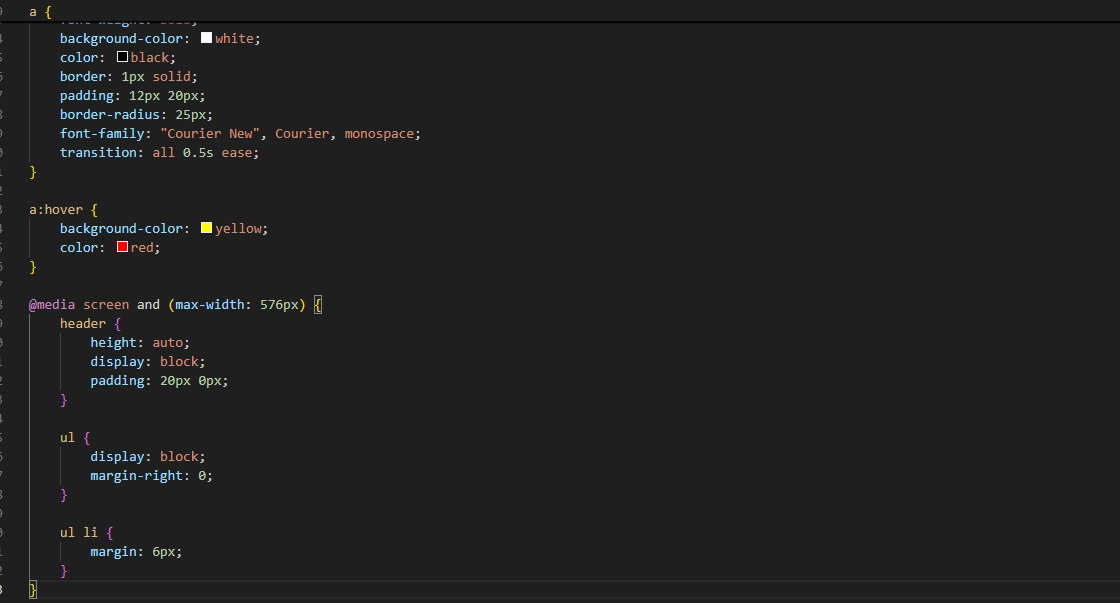 a {
background-color: white;
color: black;
border: 1px solid;
padding: 12px 20px;
border-radius: 25px;
font-family: "Courier New", Courier, monospace;
transition: all 0.5s ease;
}
a:hover {
background-color: yellow;
color: red;
}
@media screen and (max-width: 576px) {
header {
height: auto;
display: block;
padding: 20px 0px;
}
ul {
display: block;
margin-right: 0;
}
ul li {
margin: 6px;
}
}